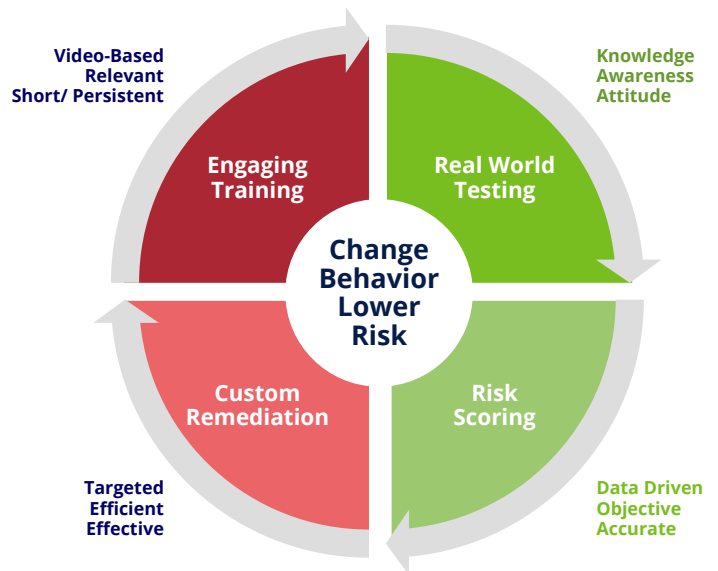 Video-Based
Relevant
Short/ Persistent
Knowledge
Awareness
Attitude
Engaging
Training
Real World
Testing
Change
Behavior
Lower
Risk
Custom
Remediation
Risk
Scoring
Targeted
Efficient
Effective
Data Driven
Objective
Accurate